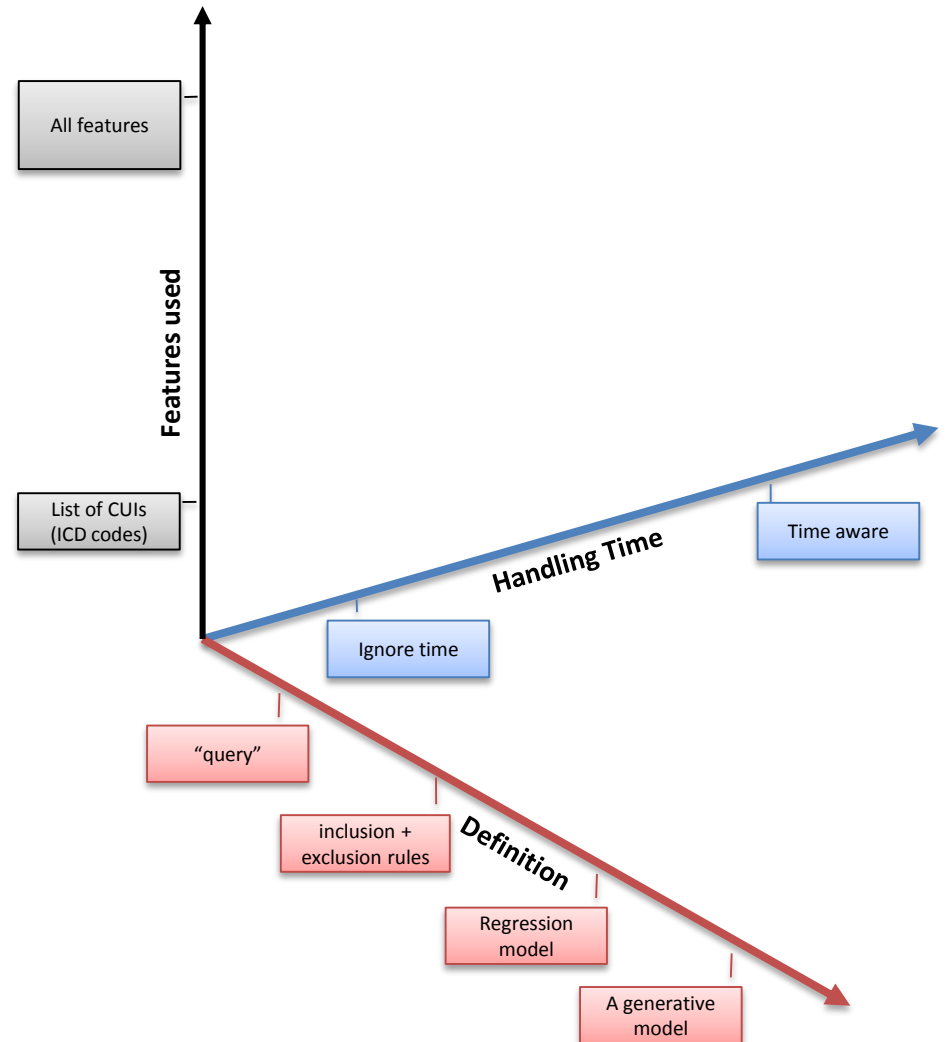 All features
Features used
List of CUIs
(ICD codes)
Handling Time
Time aware
Ignore time
“query”
inclusion +
exclusion rules
Definition
Regression
model
A generative
model